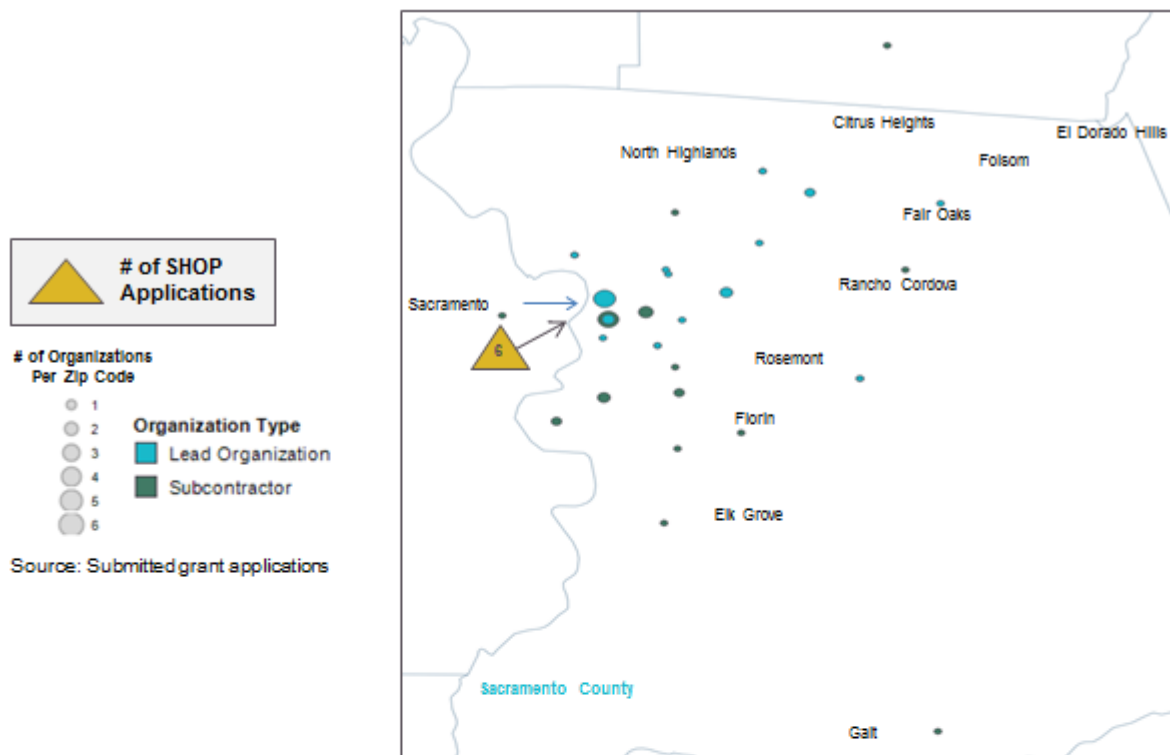 # of SHOP
Applications
# of Organizations
Per Zip Code
1
2
3
4
5
6
Organization Type
Lead Organization
Subcontractor
Source: Submitted grant applications
Citrus Heights
El Dorado Hills
North Highlands
Folsom
Fair Oaks
Rancho Cordova
Sacramento
6
Rosemont
Florin
Elk Grove
Sacramento County
Galt